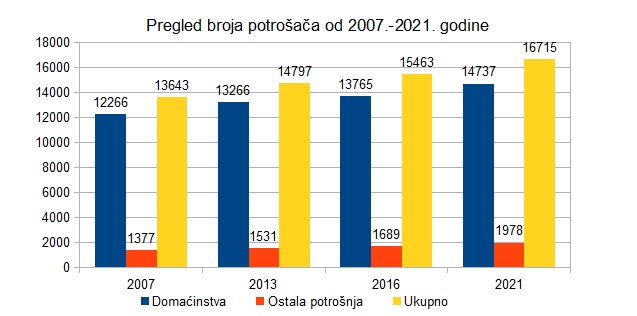 Pregled broja potrošača od 2007.-2021. godine
18000
16000
14000
12000
10000
8000
6000
4000
2000
0
12266 1377 13643
13266 1531 14797
13765 1689 15463
14737 1978 16715
2007 2013 2016 2021
Domaćinstva Ostala potrošnja Ukupno